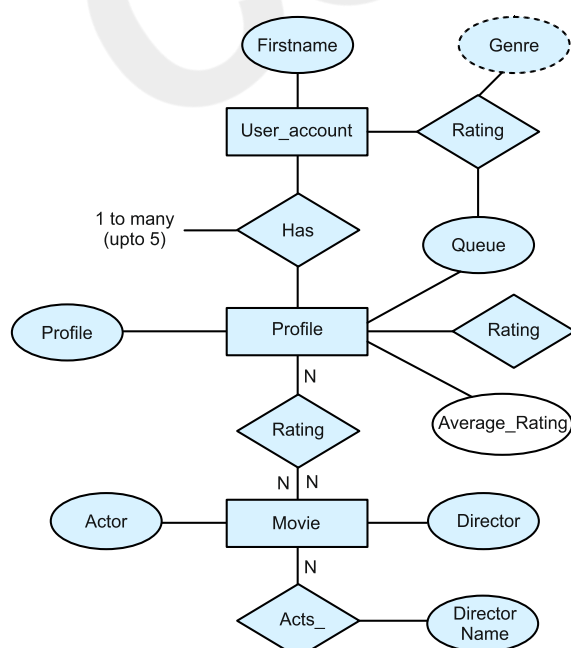 Firstname
Genre
User_account
Rating
1 to many
(upto 5)
Has
Queue
Profile
Profile
Rating
N
Rating
Average_Rating
N N
Actor
Movie
Director
N
Acts_
Director
Name